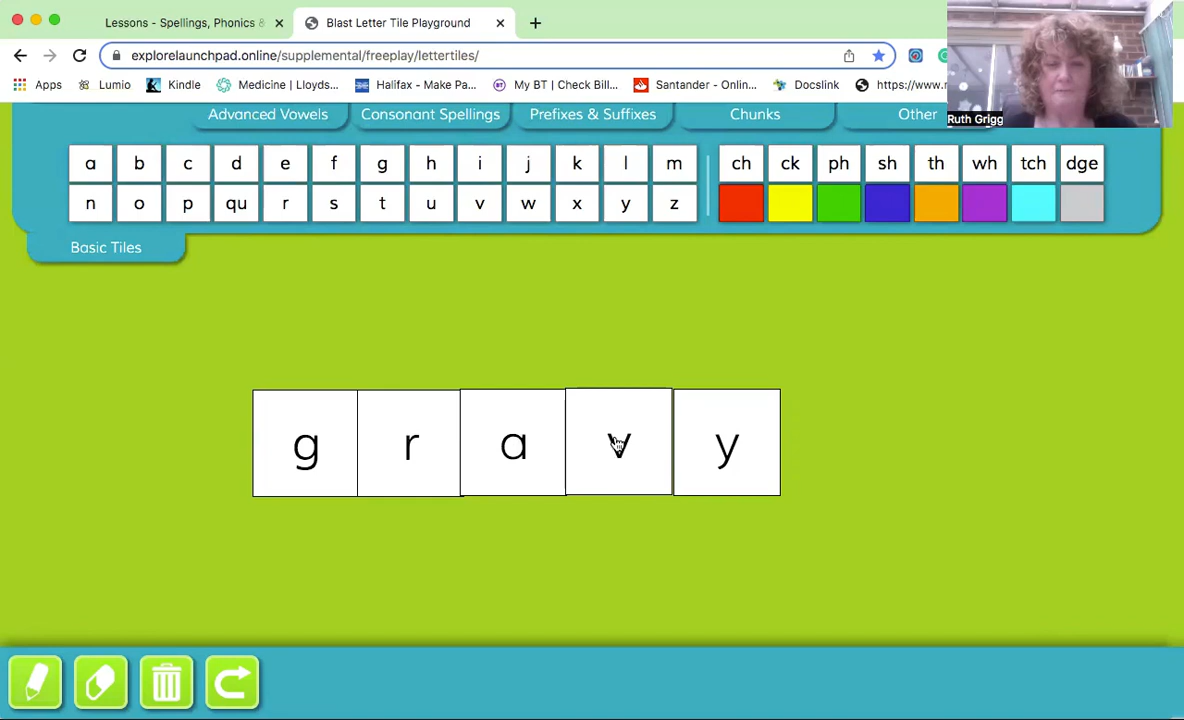 Lessons - Spellings, Phonics &
Blast Letter Tile Playground
explorelaunchpad.online/supplemental/freeplay/lettertiles/
Apps Lumio Kindle Medicine | Lloyds... Halifax - Make Pa... My BT | Check Bill... Santander - Onlin... Docslink https://www.n
Ruth Grigg
Advanced Vowels Consonant Spellings Prefixes & Suffixes Chunks Other
a b c d e f g h i j k l m ch ck ph sh th wh tch dge
n o p qu r s t u v w x y z
Basic Tiles
g r a v y